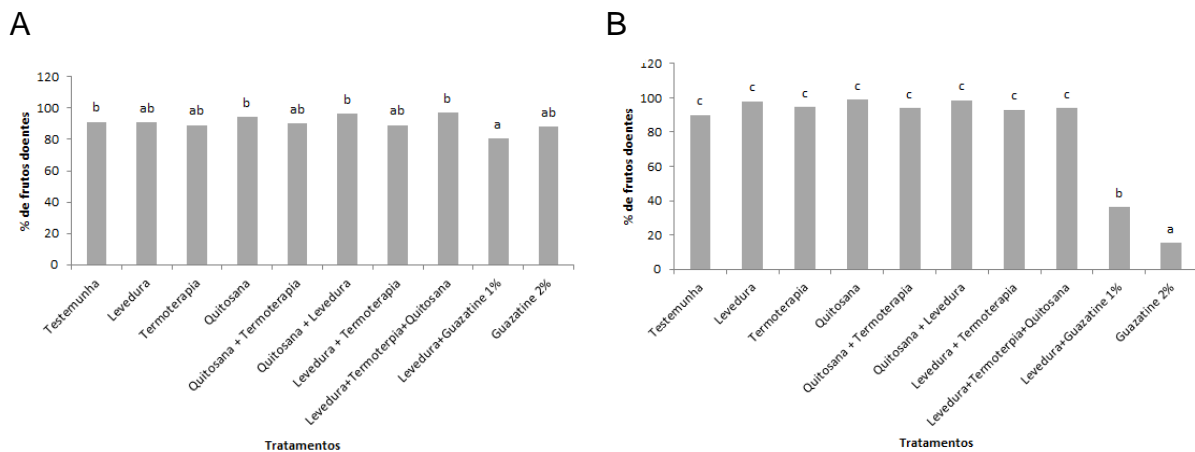 A
120
100
80
60
40
20
0
% de frutos doentes
b
ab
ab
b
ab
b
ab
b
a
ab
Testemunha
Levedura
Termoterapia
Quitosana
Quitosana + Termoterapia
Quitosana + Levedura
Levedura + Termoterapia
Levedura+Termoterpia+Quitosana
Levedura+Guazatine 1%
Guazatine 2%
Tratamentos
B
120
100
80
60
40
20
0
% de frutos doentes
c
c
c
c
c
c
c
c
b
a
Testemunha
Levedura
Termoterapia
Quitosana
Quitosana + Termoterapia
Quitosana + Levedura
Levedura + Termoterapia
Levedura+Termoterpia+Quitosana
Levedura+Guazatine 1%
Guazatine 2%
Tratamentos